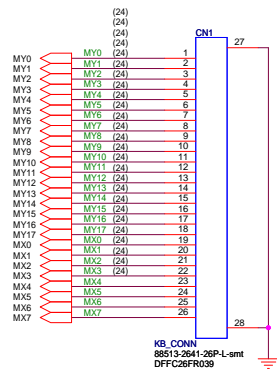 (24)
(24)
(24)
(24)
CN1
MY0 MY0 (24) 1
MY1 MY1 (24) 2
MY2 MY2 (24) 3
MY3 MY3 (24) 4
MY4 MY4 (24) 5
MY5 MY5 (24) 6
MY6 MY6 (24) 7
MY7 MY7 (24) 8
MY8 MY8 (24) 9
MY9 MY9 (24) 10
MY10 MY10 (24) 11
MY11 MY11 (24) 12
MY12 MY12 (24) 13
MY13 MY13 (24) 14
MY14 MY14 (24) 15
MY15 MY15 (24) 16
MY16 MY16 (24) 17
MY17 MY17 (24) 18
MX0 MX0 (24) 19
MX1 MX1 (24) 20
MX2 MX2 (24) 21
MX3 MX3 (24) 22
MX4 MX4 23
MX5 MX5 24
MX6 MX6 25
MX7 MX7 26
27
28
KB_CONN
88513-2641-26P-L-smt
DFFC26FR039